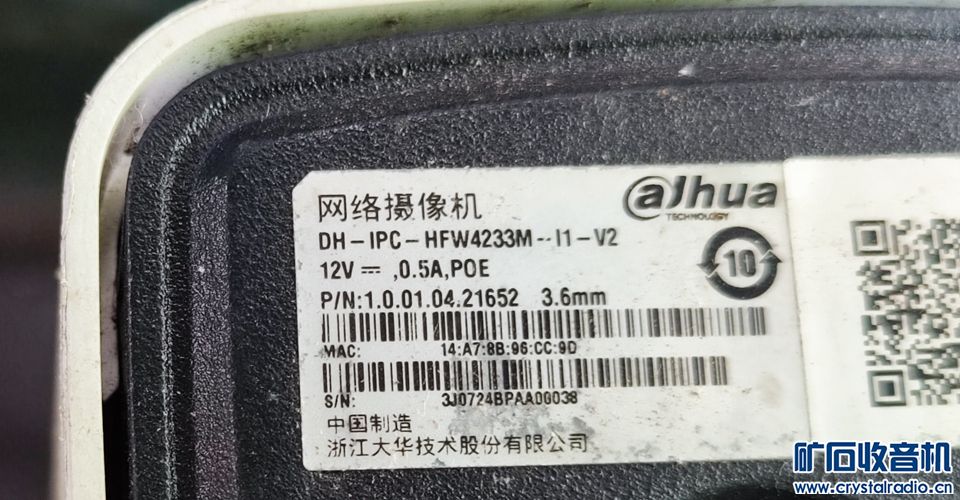 网络摄像机
alhua
TECHNOLOGY
DH-IPC-HFW4233M-I1-V2
12V ⎓ ,0.5A,POE
10
P/N:1.0.01.04.21652 3.6mm
MAC: 14:A7:8B:96:CC:9D
S/N: 3J0724BPAA00038
中国制造
浙江大华技术股份有限公司
矿石收音机
www.crystalradio.cn